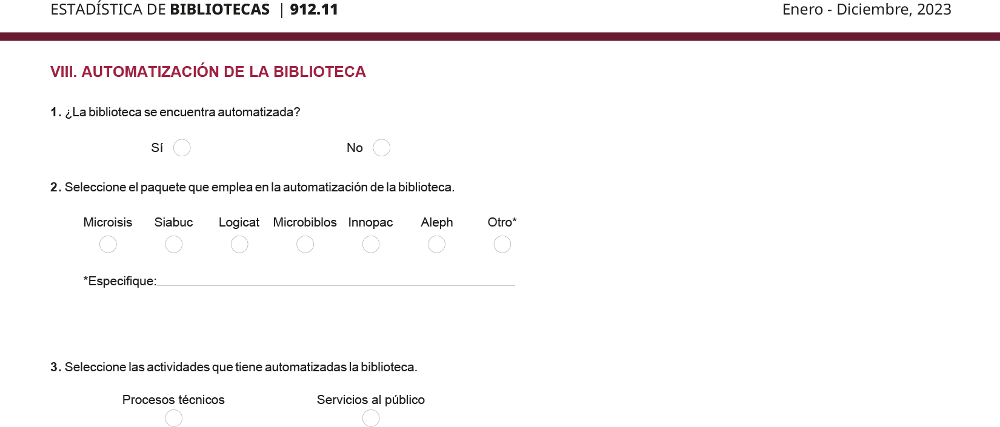 ESTADÍSTICA DE BIBLIOTECAS | 912.11 Enero - Diciembre, 2023
VIII. AUTOMATIZACIÓN DE LA BIBLIOTECA
1. ¿La biblioteca se encuentra automatizada?
Sí No
2. Seleccione el paquete que emplea en la automatización de la biblioteca.
Microisis Siabuc Logicat Microbiblos Innopac Aleph Otro*
*Especifique:
3. Seleccione las actividades que tiene automatizadas la biblioteca.
Procesos técnicos Servicios al público